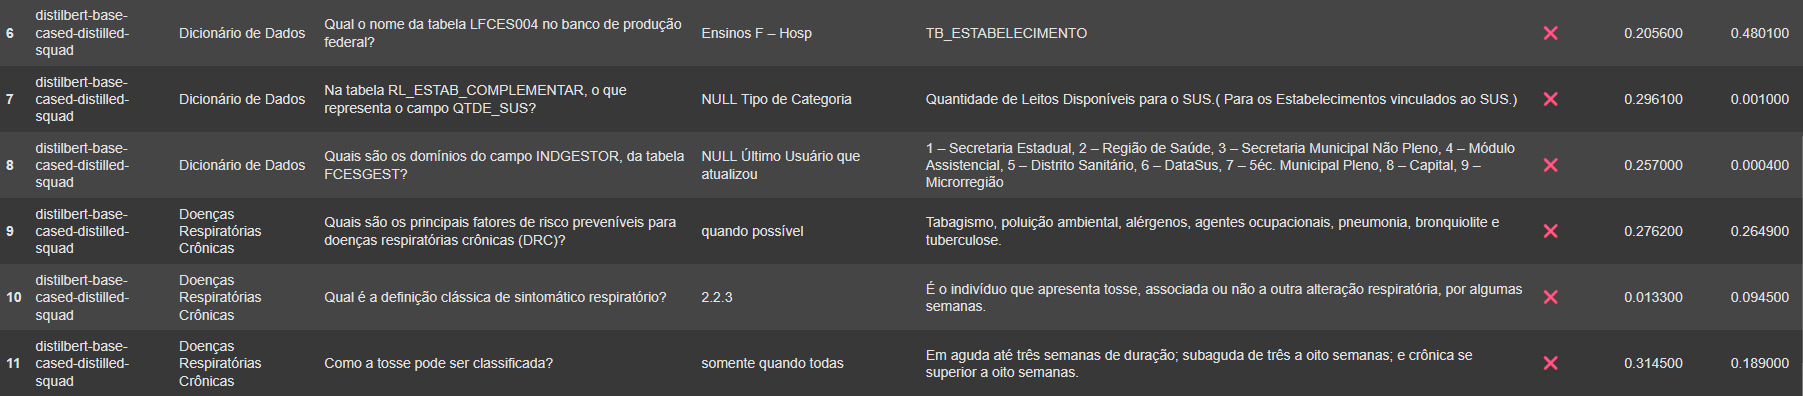 6 distilbert-base-cased-distilled-squad Dicionário de Dados Qual o nome da tabela LFCES004 no banco de produção federal? Ensinos F – Hosp TB_ESTABELECIMENTO ❌ 0.205600 0.480100
7 distilbert-base-cased-distilled-squad Dicionário de Dados Na tabela RL_ESTAB_COMPLEMENTAR, o que representa o campo QTDE_SUS? NULL Tipo de Categoria Quantidade de Leitos Disponíveis para o SUS.( Para os Estabelecimentos vinculados ao SUS.) ❌ 0.296100 0.001000
8 distilbert-base-cased-distilled-squad Dicionário de Dados Quais são os domínios do campo INDGESTOR, da tabela FCESGEST? NULL Último Usuário que atualizou 1 – Secretaria Estadual, 2 – Região de Saúde, 3 – Secretaria Municipal Não Pleno, 4 – Módulo Assistencial, 5 – Distrito Sanitário, 6 – DataSus, 7 – 5éc. Municipal Pleno, 8 – Capital, 9 – Microrregião ❌ 0.257000 0.000400
9 distilbert-base-cased-distilled-squad Doenças Respiratórias Crônicas Quais são os principais fatores de risco preveníveis para doenças respiratórias crônicas (DRC)? quando possível Tabagismo, poluição ambiental, alérgenos, agentes ocupacionais, pneumonia, bronquiolite e tuberculose. ❌ 0.276200 0.264900
10 distilbert-base-cased-distilled-squad Doenças Respiratórias Crônicas Qual é a definição clássica de sintomático respiratório? 2.2.3 É o indivíduo que apresenta tosse, associada ou não a outra alteração respiratória, por algumas semanas. ❌ 0.013300 0.094500
11 distilbert-base-cased-distilled-squad Doenças Respiratórias Crônicas Como a tosse pode ser classificada? somente quando todas Em aguda até três semanas de duração; subaguda de três a oito semanas; e crônica se superior a oito semanas. ❌ 0.314500 0.189000